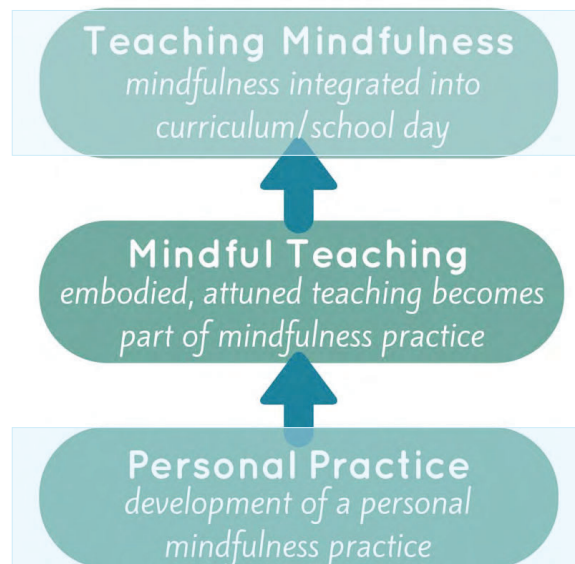 Teaching Mindfulness
mindfulness integrated into
curriculum/school day
Mindful Teaching
embodied, attuned teaching becomes
part of mindfulness practice
Personal Practice
development of a personal
mindfulness practice